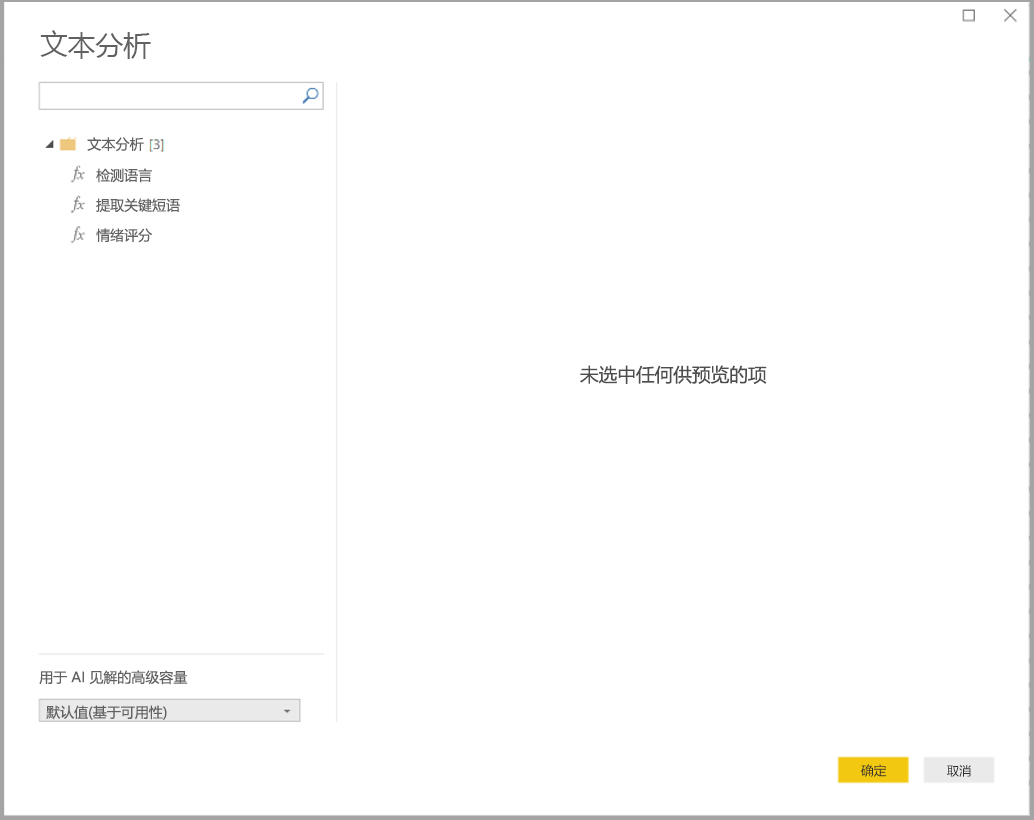 文本分析
文本分析 [3]
fx 检测语言
fx 提取关键短语
fx 情绪评分
未选中任何供预览的项
用于 AI 见解的高级容量
默认值(基于可用性)
确定 取消